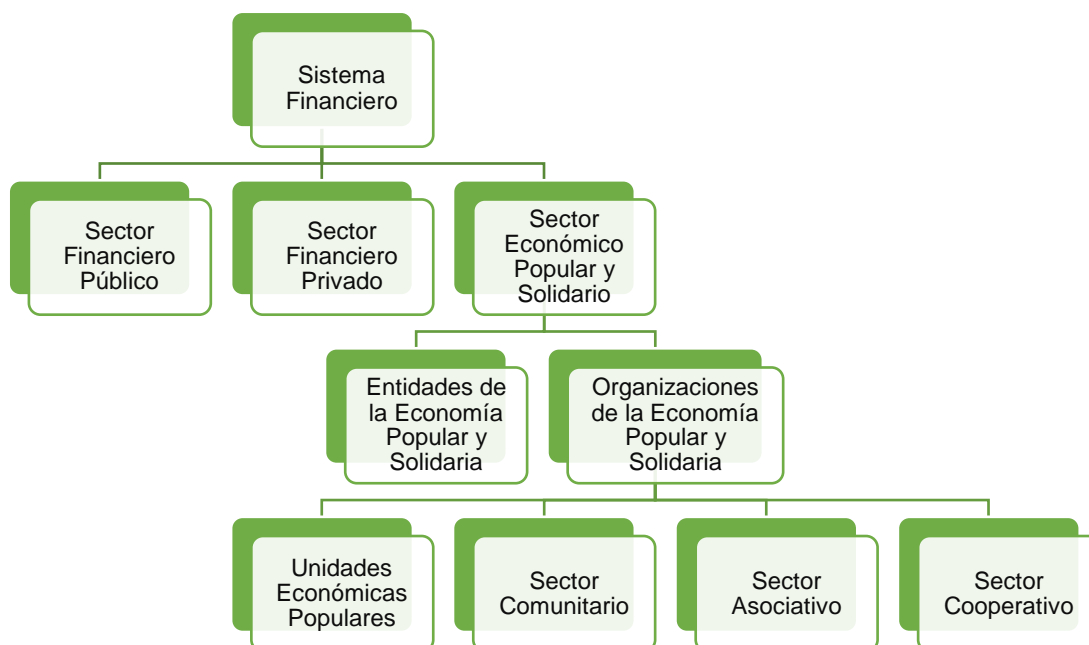 Sistema
Financiero
Sector
Financiero
Público
Sector
Financiero
Privado
Sector
Económico
Popular y
Solidario
Entidades de
la Economía
Popular y
Solidaria
Organizaciones
de la Economía
Popular y
Solidaria
Unidades
Económicas
Populares
Sector
Comunitario
Sector
Asociativo
Sector
Cooperativo